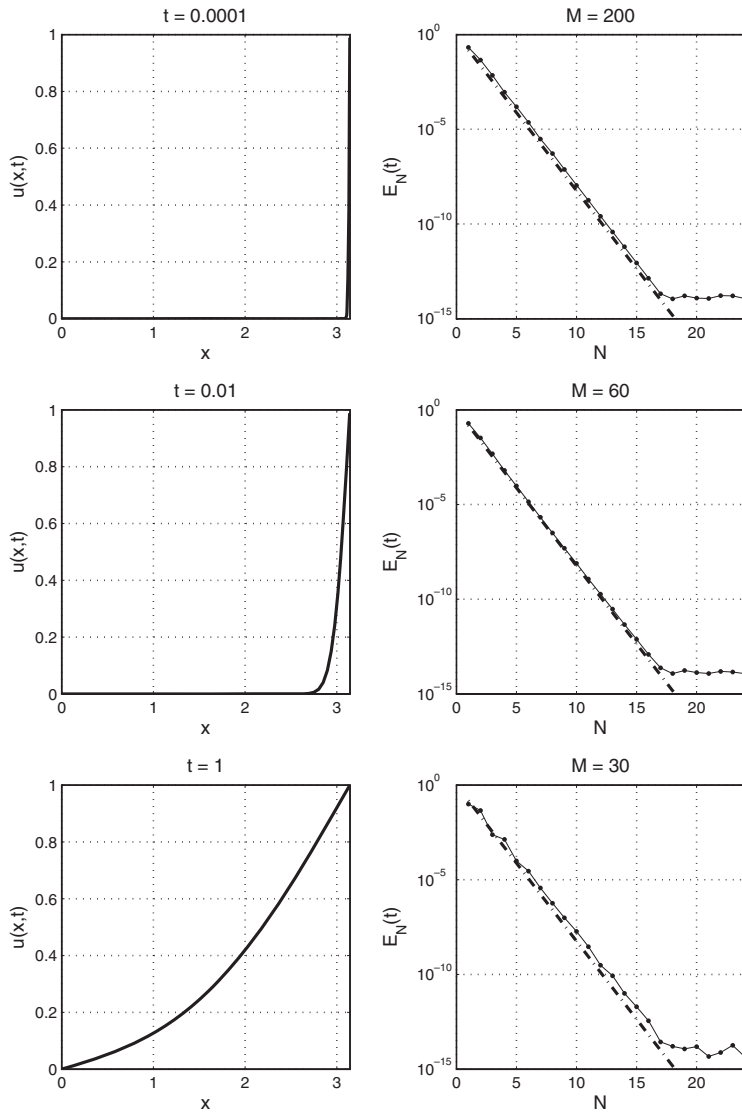 t = 0.0001
1
0.8
0.6
0.4
0.2
0
0 1 2 3
u(x,t)
x
M = 200
10^0
10^-5
10^-10
10^-15
0 5 10 15 20
E_N(t)
N
t = 0.01
1
0.8
0.6
0.4
0.2
0
0 1 2 3
u(x,t)
x
M = 60
10^0
10^-5
10^-10
10^-15
0 5 10 15 20
E_N(t)
N
t = 1
1
0.8
0.6
0.4
0.2
0
0 1 2 3
u(x,t)
x
M = 30
10^0
10^-5
10^-10
10^-15
0 5 10 15 20
E_N(t)
N